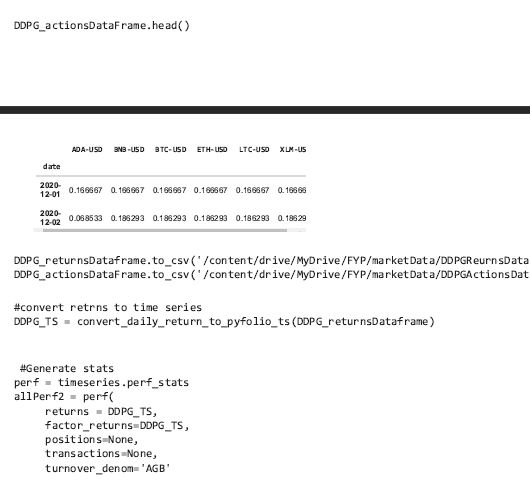 DDPG_actionsDataFrame.head()
ADA-USD BNB-USD BTC-USD ETH-USD LTC-USD XLM-US
date
2020-
12-01 0.166667 0.166667 0.166667 0.166667 0.166667 0.16666
2020-
12-02 0.068533 0.186293 0.186293 0.186293 0.186293 0.18629
DDPG_returnsDataframe.to_csv('/content/drive/MyDrive/FYP/marketData/DDPGReurnsData
DDPG_actionsDataFrame.to_csv('/content/drive/MyDrive/FYP/marketData/DDPGActionsDat
#convert retrns to time series
DDPG_TS = convert_daily_return_to_pyfolio_ts(DDPG_returnsDataframe)
#Generate stats
perf = timeseries.perf_stats
allPerf2 = perf(
returns = DDPG_TS,
factor_returns=DDPG_TS,
positions=None,
transactions=None,
turnover_denom='AGB'